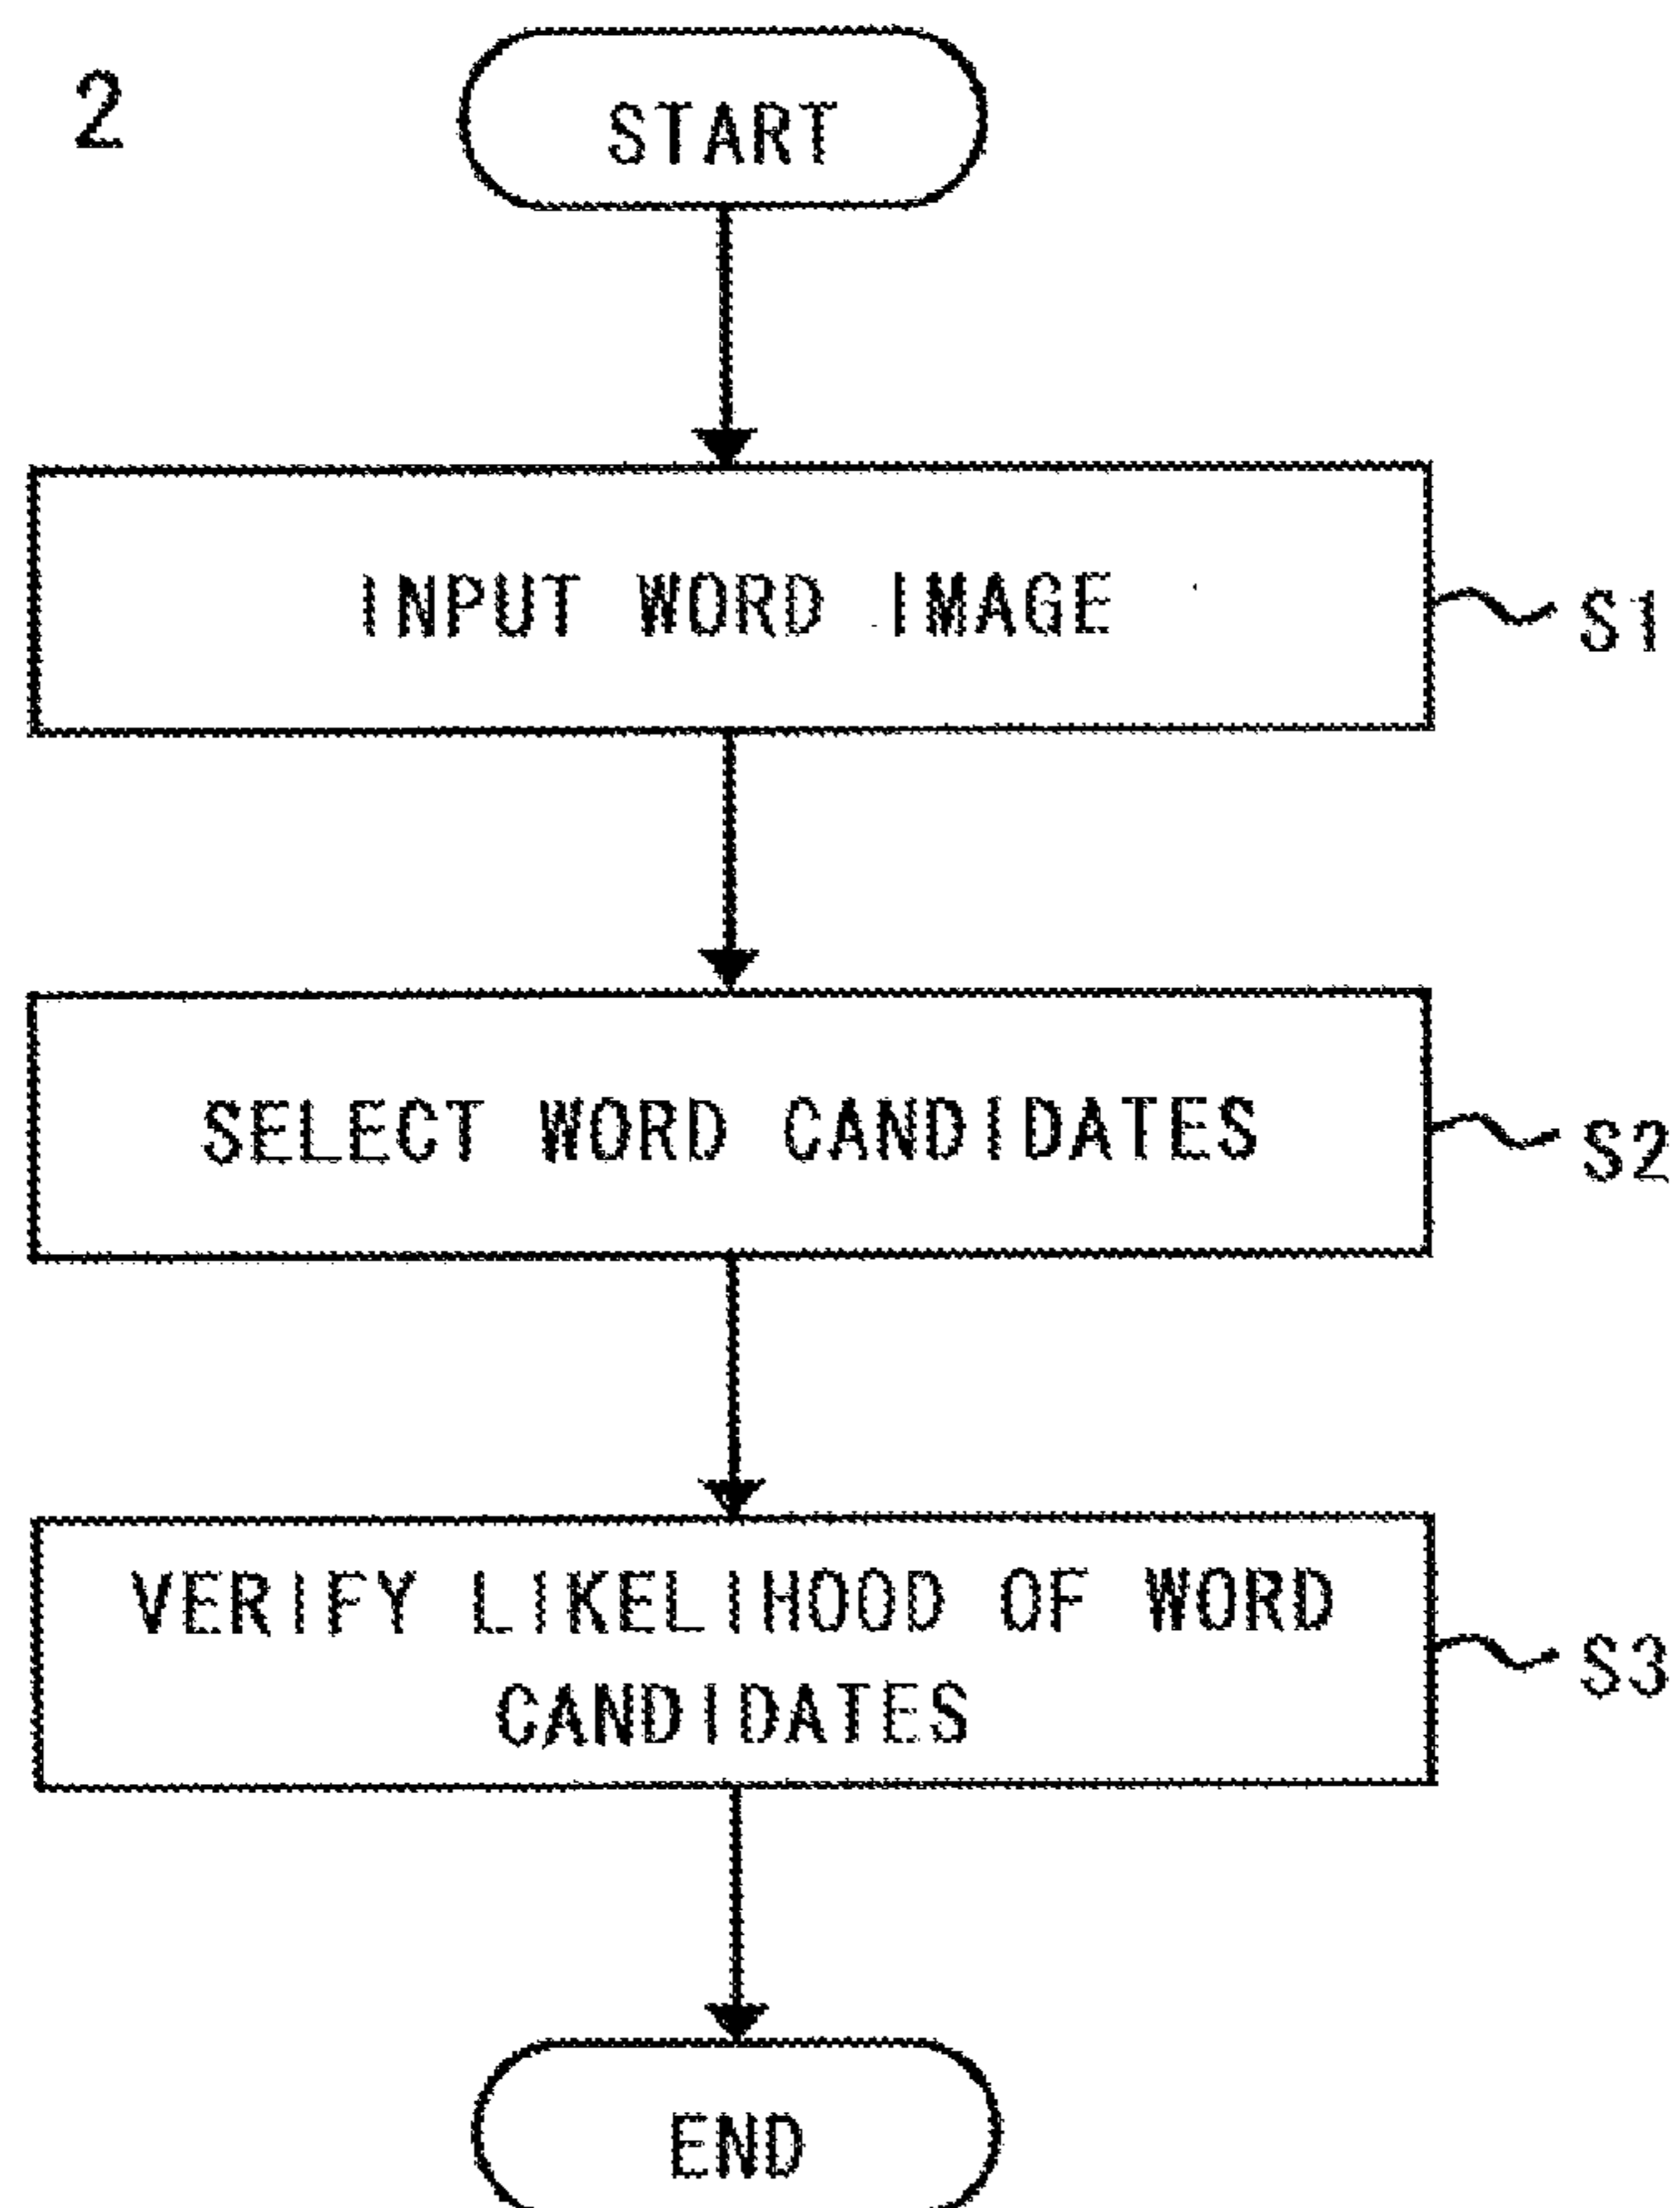 2
START
INPUT WORD IMAGE
S1
SELECT WORD CANDIDATES
S2
VERIFY LIKELIHOOD OF WORD
CANDIDATES
S3
END